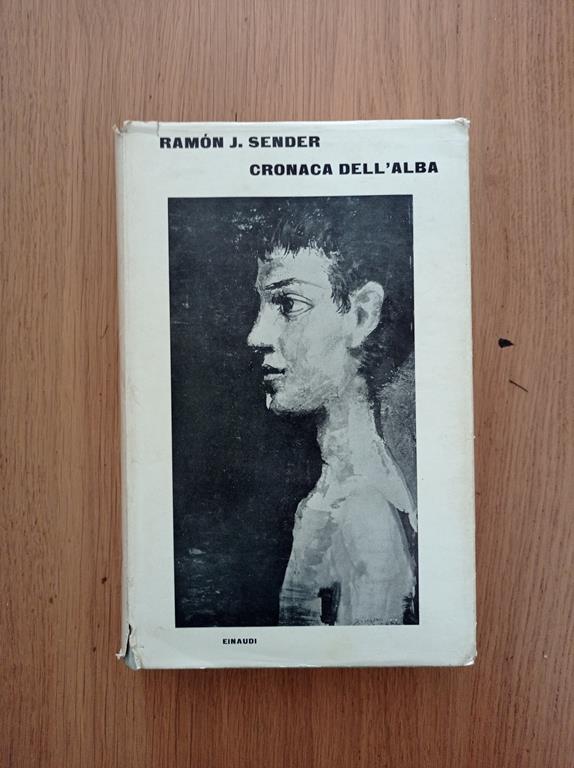 RAMÓN J. SENDER
CRONACA DELL'ALBA
EINAUDI